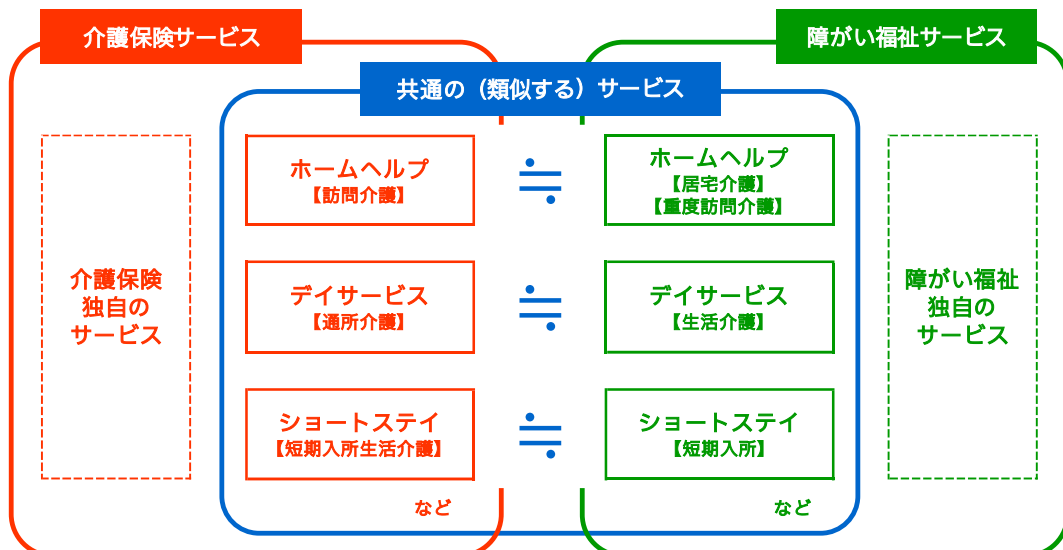 介護保険サービス
障がい福祉サービス
共通の（類似する）サービス
介護保険
独自の
サービス
ホームヘルプ
【訪問介護】
≒
ホームヘルプ
【居宅介護】
【重度訪問介護】
デイサービス
【通所介護】
≒
デイサービス
【生活介護】
ショートステイ
【短期入所生活介護】
≒
ショートステイ
【短期入所】
など
など
障がい福祉
独自の
サービス